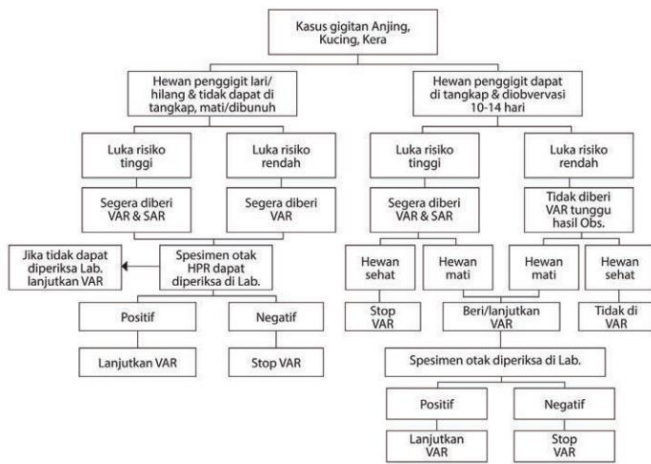 Kasus gigitan Anjing,
Kucing, Kera
Hewan penggigit lari/
hilang & tidak dapat di
tangkap, mati/dibunuh
Hewan penggigit dapat
di tangkap & diobvervasi
10-14 hari
Luka risiko
tinggi
Luka risiko
rendah
Luka risiko
tinggi
Luka risiko
rendah
Segera diberi
VAR & SAR
Segera diberi
VAR
Segera diberi
VAR & SAR
Tidak diberi
VAR tunggu
hasil Obs.
Jika tidak dapat
diperiksa Lab.
lanjutkan VAR
Spesimen otak
HPR dapat
diperiksa di Lab.
Hewan
sehat
Hewan
mati
Hewan
mati
Hewan
sehat
Positif
Negatif
Stop
VAR
Beri/lanjutkan
VAR
Tidak di
VAR
Lanjutkan VAR
Stop VAR
Spesimen otak diperiksa di Lab.
Positif
Negatif
Lanjutkan
VAR
Stop
VAR